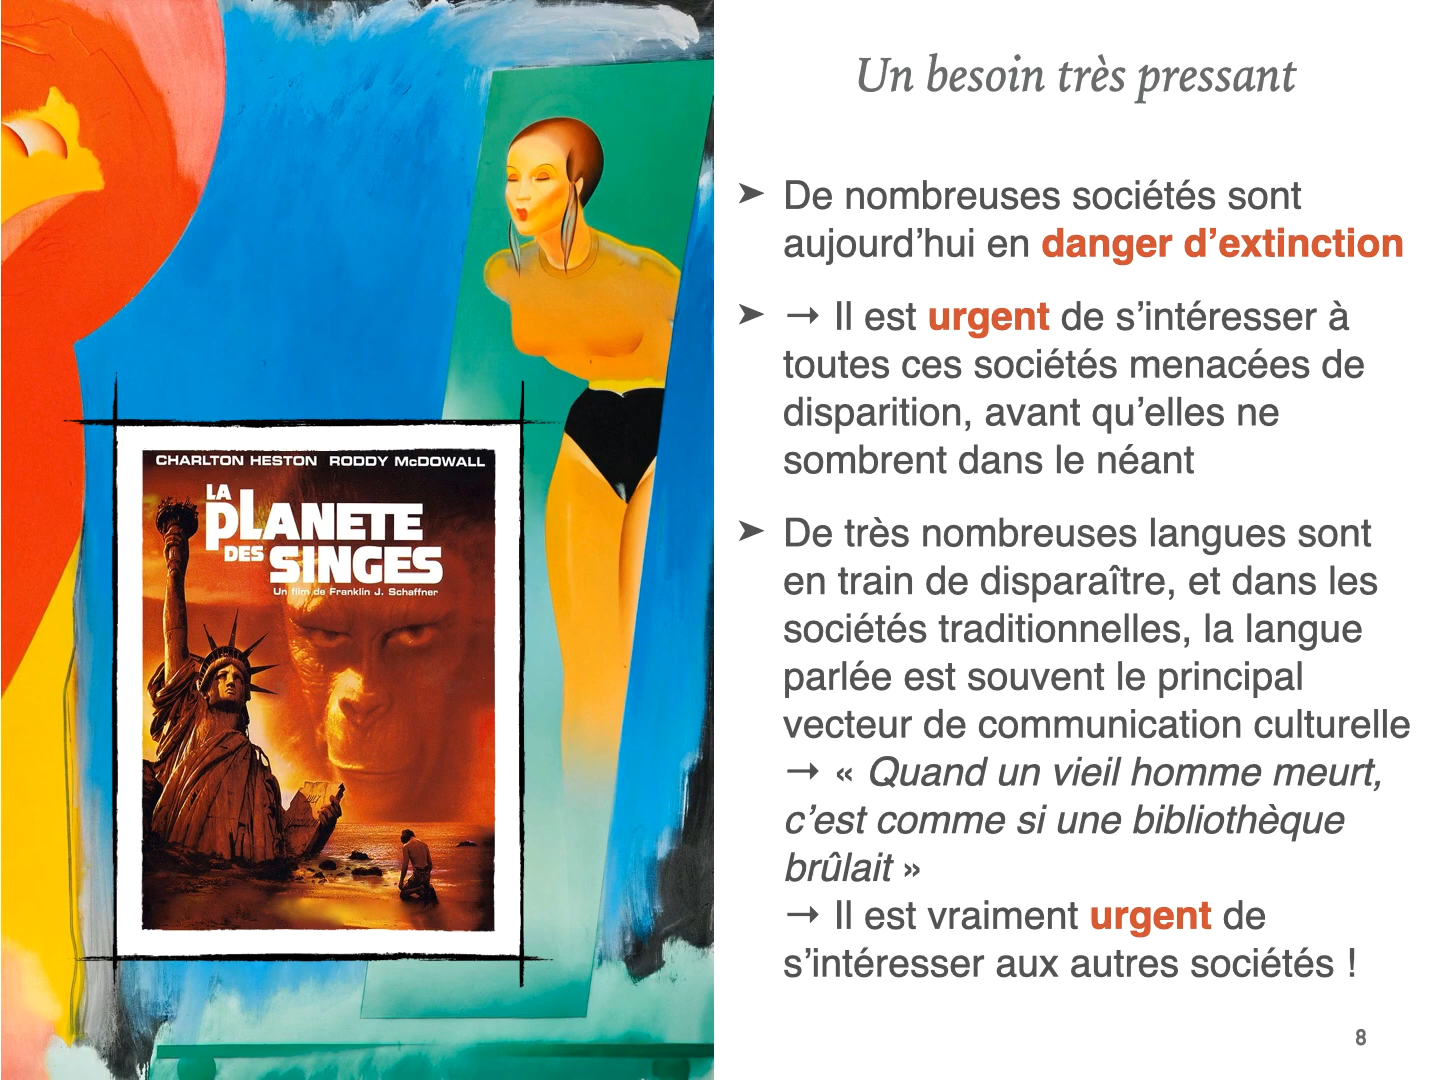 Un besoin très pressant
➤ De nombreuses sociétés sont
aujourd’hui en danger d’extinction
➤ → Il est urgent de s’intéresser à
toutes ces sociétés menacées de
disparition, avant qu’elles ne
sombrent dans le néant
➤ De très nombreuses langues sont
en train de disparaître, et dans les
sociétés traditionnelles, la langue
parlée est souvent le principal
vecteur de communication culturelle
→ « Quand un vieil homme meurt,
c’est comme si une bibliothèque
brûlait »
→ Il est vraiment urgent de
s’intéresser aux autres sociétés !
8
CHARLTON HESTON RODDY McDOWALL
LA
PLANETE
DES SINGES
Un film de Franklin J. Schaffner